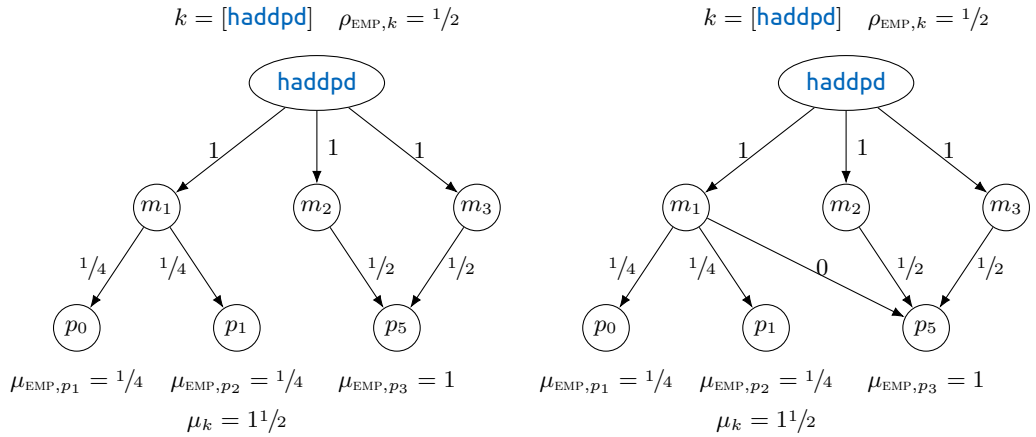 k = [haddpd]   ρ_EMP,k = 1/2
haddpd
1 1 1
m₁ m₂ m₃
1/4 1/4 1/2 1/2
p₀ p₁ p₅
μ_EMP,p₁ = 1/4   μ_EMP,p₂ = 1/4   μ_EMP,p₃ = 1
μ_k = 1 1/2
k = [haddpd]   ρ_EMP,k = 1/2
haddpd
1 1 1
m₁ m₂ m₃
1/4 1/4 0 1/2 1/2
p₀ p₁ p₅
μ_EMP,p₁ = 1/4   μ_EMP,p₂ = 1/4   μ_EMP,p₃ = 1
μ_k = 1 1/2